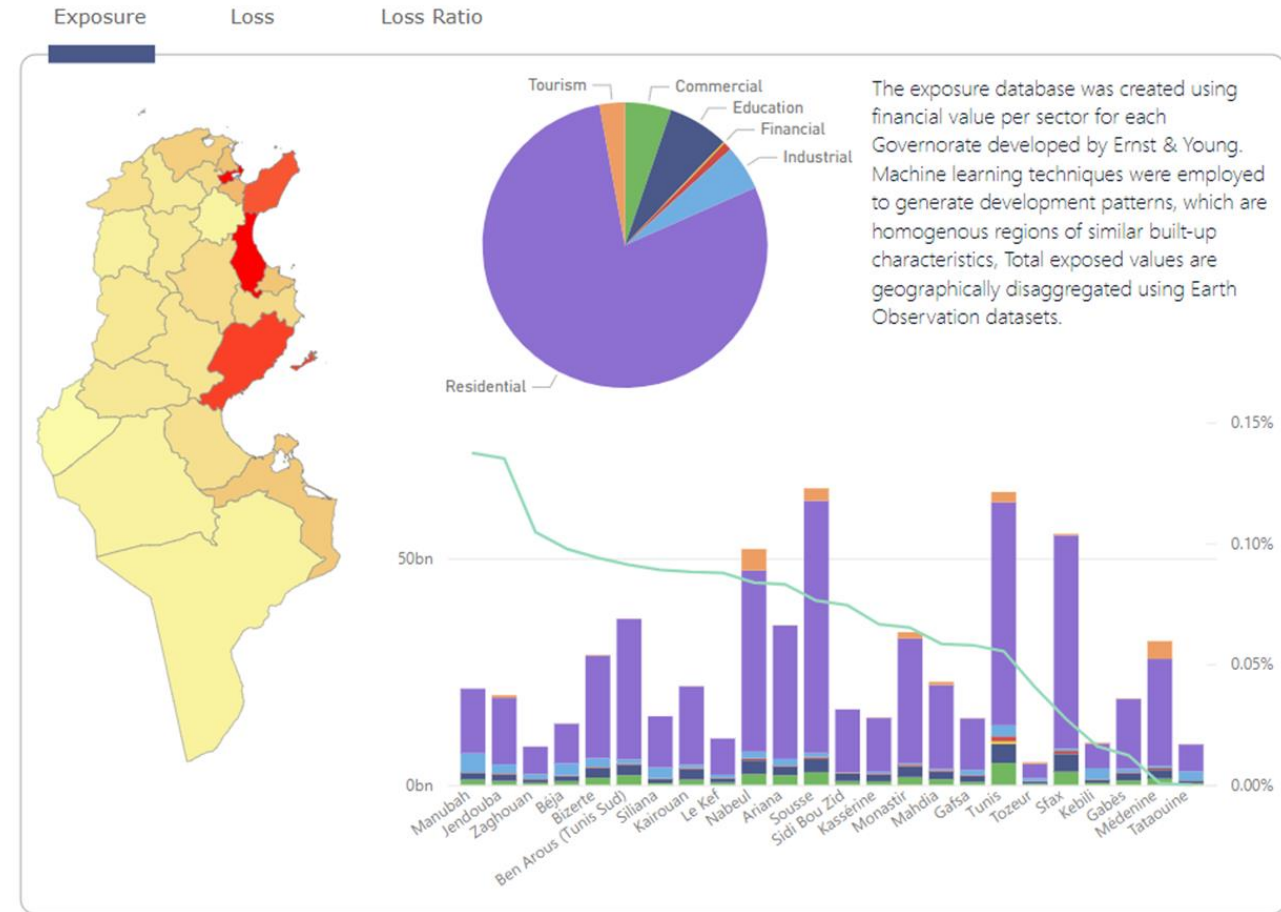 Exposure
Loss
Loss Ratio
Tourism
Commercial
Education
Financial
Industrial
Residential
The exposure database was created using
financial value per sector for each
Governorate developed by Ernst & Young.
Machine learning techniques were employed
to generate development patterns, which are
homogenous regions of similar built-up
characteristics, Total exposed values are
geographically disaggregated using Earth
Observation datasets.
0.15%
50bn
0.10%
0.05%
0bn
0.00%
Manubah
Jendouba
Zaghouan
Béja
Bizerte
Ben Arous (Tunis Sud)
Siliana
Kairouan
Le Kef
Nabeul
Ariana
Sousse
Sidi Bou Zid
Kassérine
Monastir
Mahdia
Gafsa
Tunis
Tozeur
Sfax
Kebili
Gabès
Médenine
Tataouine